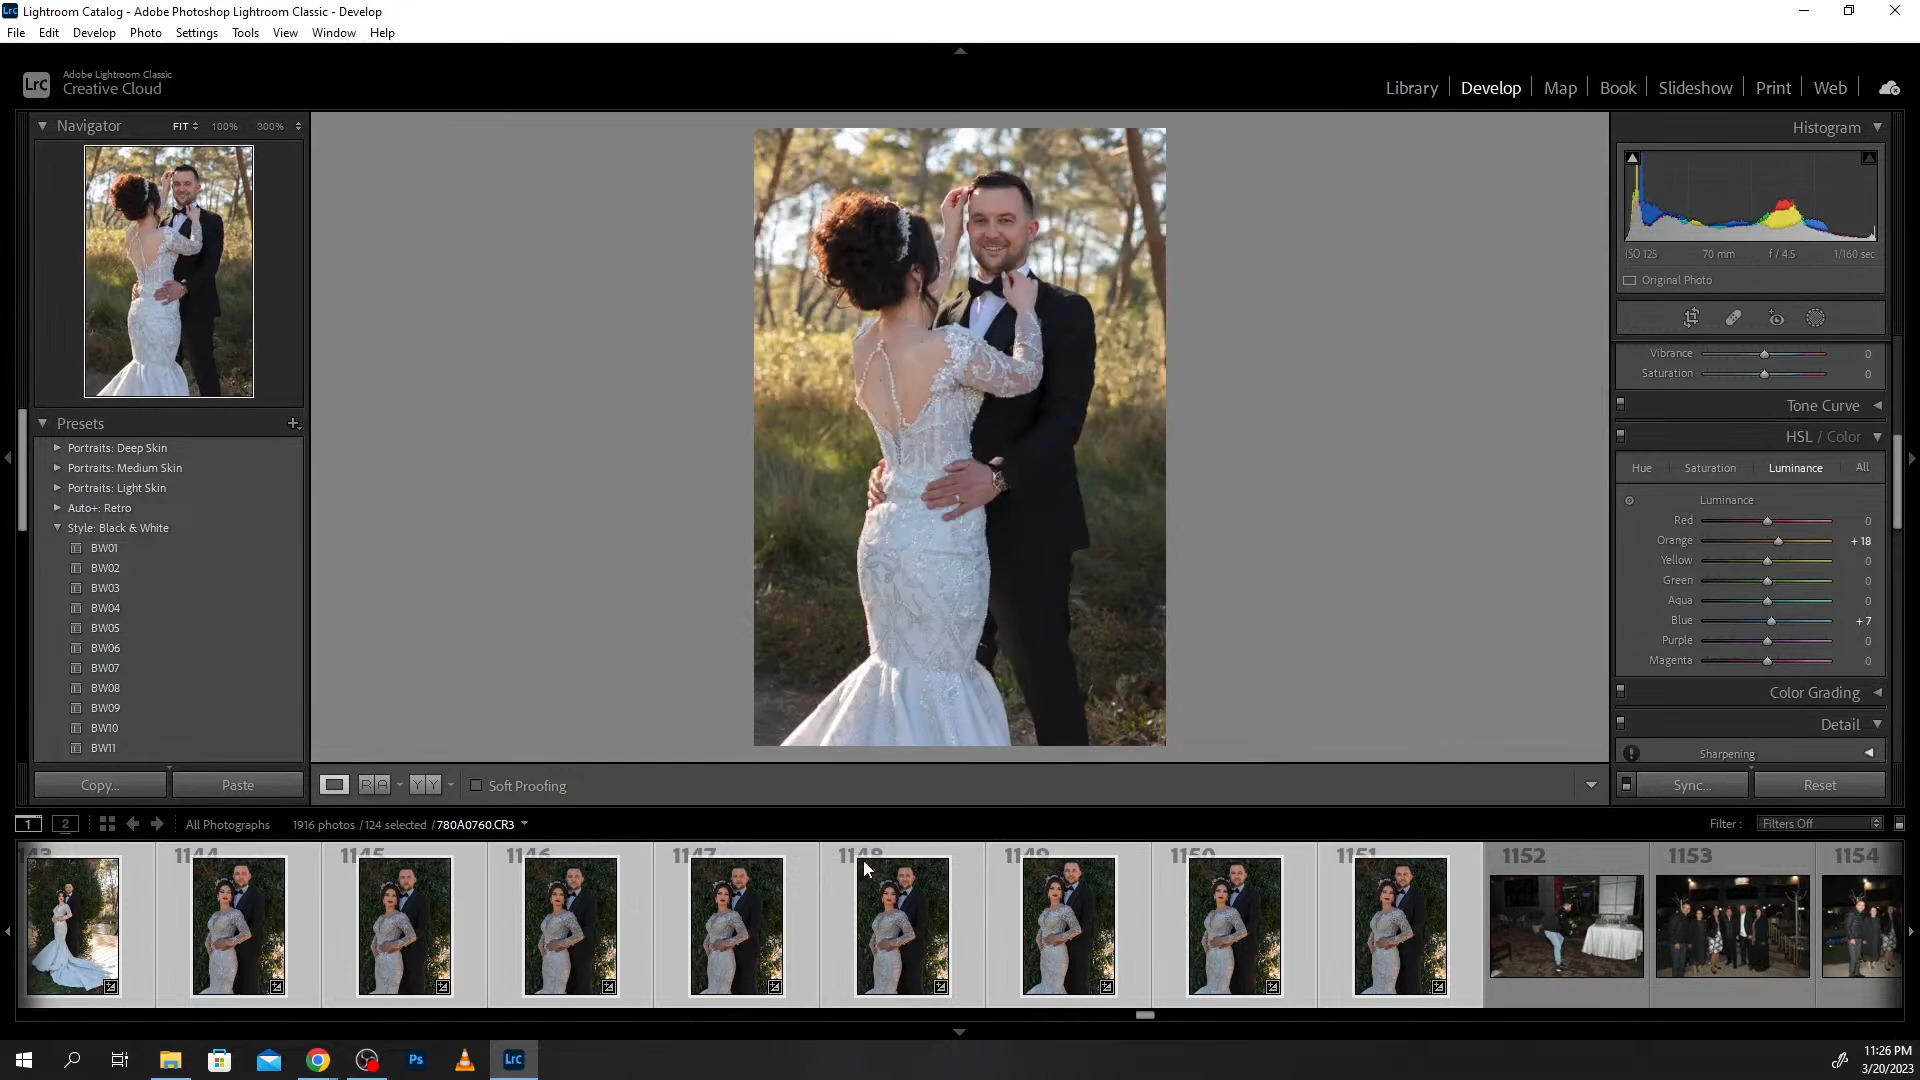 Lightroom Catalog - Adobe Photoshop Lightroom Classic - Develop
File Edit Develop Photo Settings Tools View Window Help
LrC Adobe Lightroom Classic
Creative Cloud
Library Develop Map Book Slideshow Print Web
Navigator FIT 100% 300%
Histogram
ISO 125 70 mm f / 4.5 1/160 sec
Original Photo
Vibrance 0
Saturation 0
Tone Curve
HSL / Color
Hue Saturation Luminance All
Luminance
Red 0
Orange + 18
Yellow 0
Green 0
Aqua 0
Blue + 7
Purple 0
Magenta 0
Color Grading
Detail
Sharpening
Sync... Reset
Presets
Portraits: Deep Skin
Portraits: Medium Skin
Portraits: Light Skin
Auto+: Retro
Style: Black & White
BW01
BW02
BW03
BW04
BW05
BW06
BW07
BW08
BW09
BW10
BW11
Copy... Paste
R A Y Y Soft Proofing
1 2 All Photographs 1916 photos / 124 selected / 780A0760.CR3
Filter : Filters Off
43 1144 1145 1146 1147 1148 1149 1150 1151 1152 1153 1154
Ps LrC
11:26 PM
3/20/2023